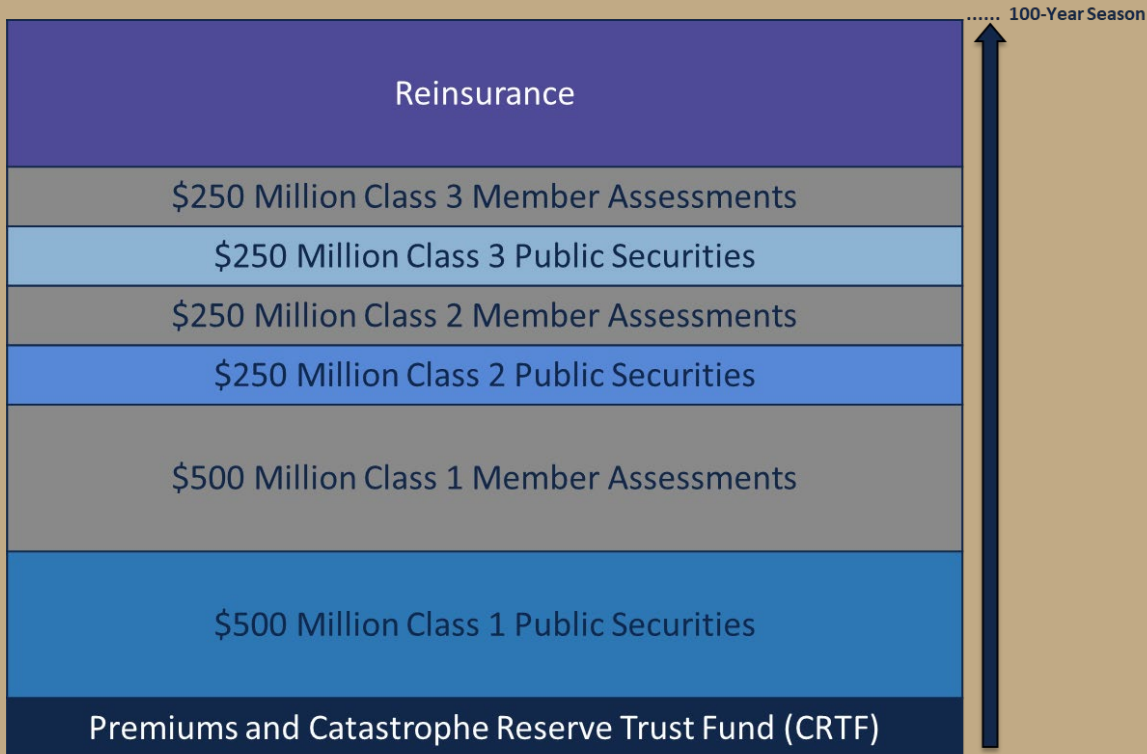 ...... 100-Year Season
Reinsurance
$250 Million Class 3 Member Assessments
$250 Million Class 3 Public Securities
$250 Million Class 2 Member Assessments
$250 Million Class 2 Public Securities
$500 Million Class 1 Member Assessments
$500 Million Class 1 Public Securities
Premiums and Catastrophe Reserve Trust Fund (CRTF)